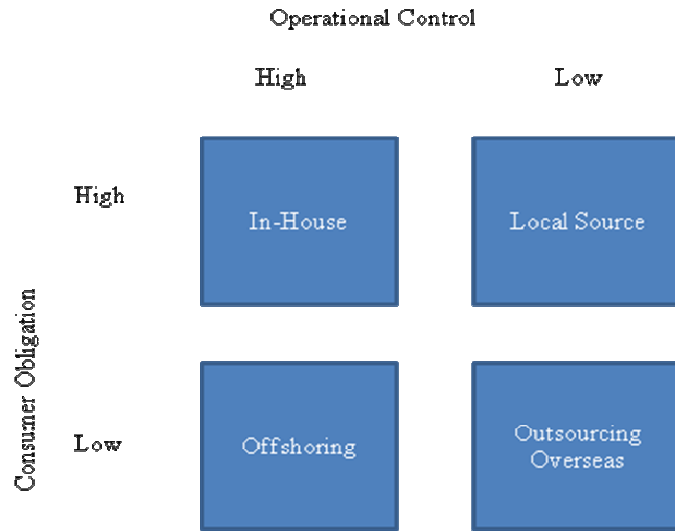 Operational Control
High
Low
High
In-House
Local Source
Consumer Obligation
Low
Offshoring
Outsourcing
Overseas